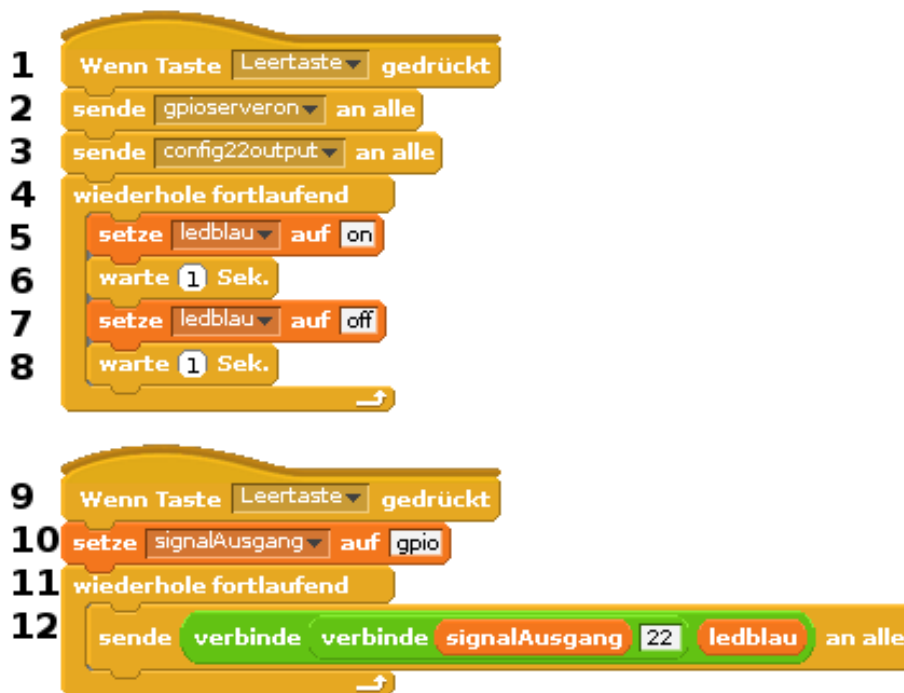 1 Wenn Taste Leertaste gedrückt
2 sende gpioserveron an alle
3 sende config22output an alle
4 wiederhole fortlaufend
5 setze ledblau auf on
6 warte 1 Sek.
7 setze ledblau auf off
8 warte 1 Sek.
9 Wenn Taste Leertaste gedrückt
10 setze signalAusgang auf gpio
11 wiederhole fortlaufend
12 sende verbinde verbinde signalAusgang 22 ledblau an alle